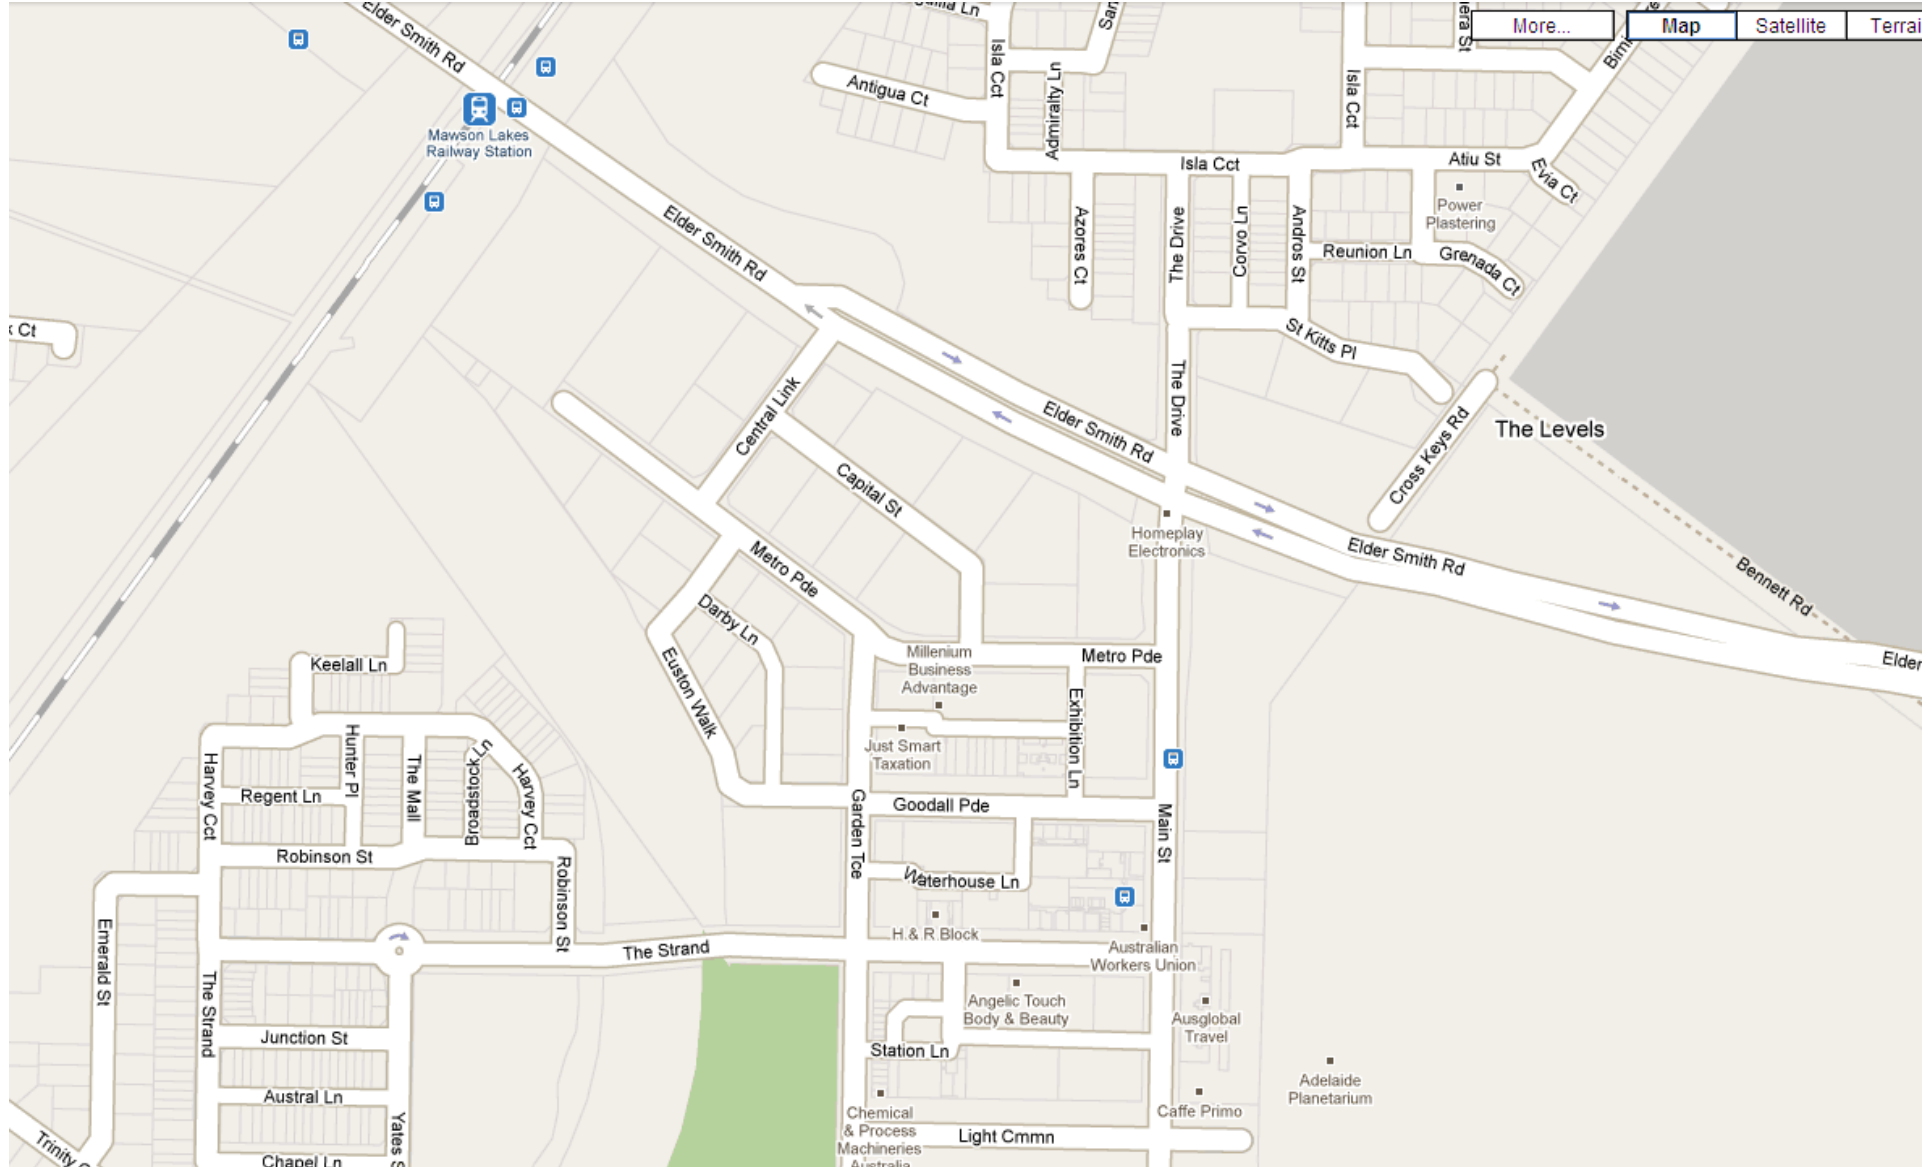 Elder Smith Rd
Isla Cct
More...
Map
Satellite
Antigua Ct
Admiralty Ln
Isla Cct
Mawson Lakes
Railway Station
Isla Cct
Atiu St
Evia Ct
Power
Plastering
Elder Smith Rd
Azores Ct
The Drive
Corvo Ln
Andros St
Reunion Ln
Grenada Ct
Ct
St Kitts Pl
Central Link
The Drive
Elder Smith Rd
Cross Keys Rd
The Levels
Capital St
Homeplay
Electronics
Elder Smith Rd
Bennett Rd
Metro Pde
Darby Ln
Keelall Ln
Euston Walk
Millenium
Business
Advantage
Metro Pde
Elder
Exhibition Ln
Just Smart
Taxation
Harvey Cct
Hunter Pl
The Mall
Broadstock Ln
Harvey Cct
Regent Ln
Goodall Pde
Garden Tce
Main St
Robinson St
Robinson St
Waterhouse Ln
H & R Block
Emerald St
The Strand
Australian
Workers Union
The Strand
Angelic Touch
Body & Beauty
Ausglobal
Travel
Junction St
Station Ln
Adelaide
Planetarium
Austral Ln
Yates
Chemical
& Process
Machineries
Australia
Caffe Primo
Light Cmmn
Trinity
Chapel Ln